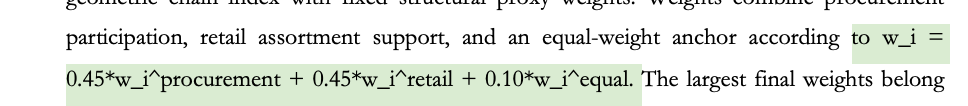 geometric chain index with fixed structural proxy weights. Weights combine procurement
participation, retail assortment support, and an equal-weight anchor according to w_i =
0.45*w_i^procurement + 0.45*w_i^retail + 0.10*w_i^equal. The largest final weights belong